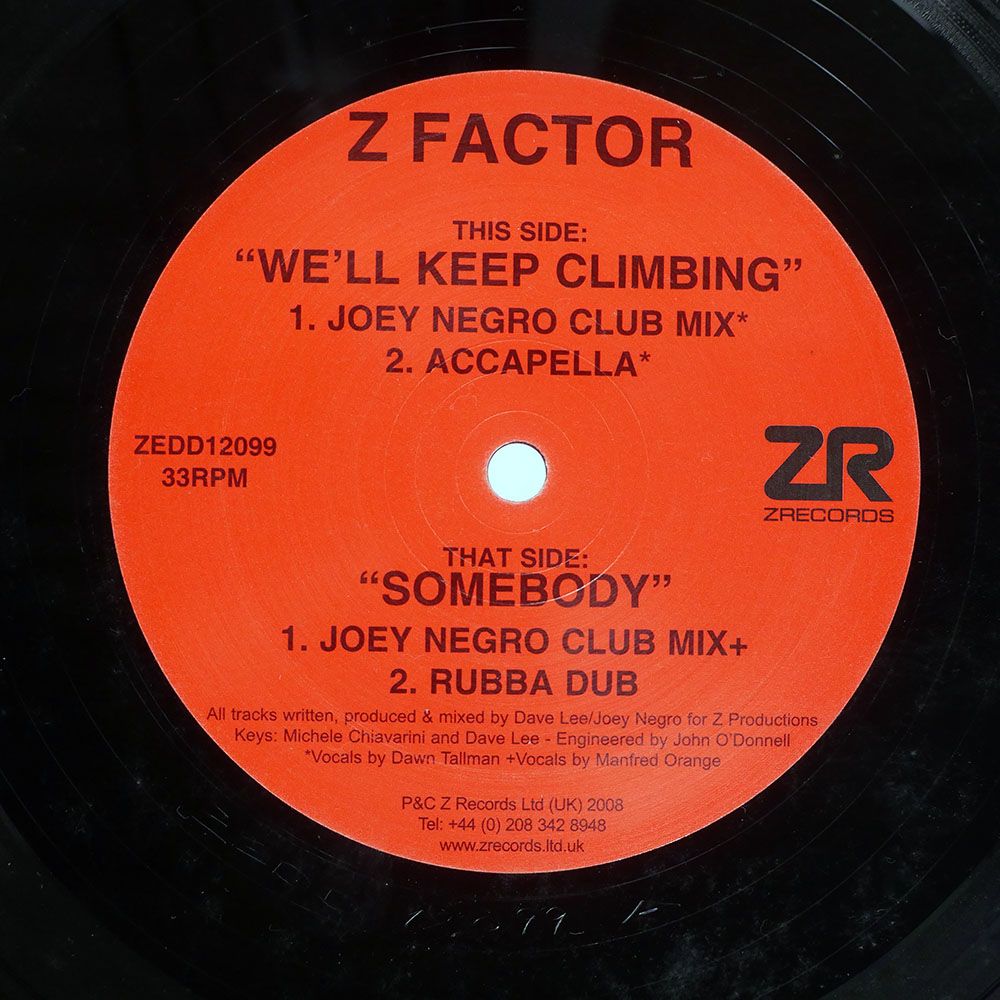 Z FACTOR
THIS SIDE:
“WE’LL KEEP CLIMBING”
1. JOEY NEGRO CLUB MIX*
2. ACCAPELLA*
ZEDD12099
33RPM
ZR
ZRECORDS
THAT SIDE:
“SOMEBODY”
1. JOEY NEGRO CLUB MIX+
2. RUBBA DUB
All tracks written, produced & mixed by Dave Lee/Joey Negro for Z Productions
Keys: Michele Chiavarini and Dave Lee - Engineered by John O’Donnell
*Vocals by Dawn Tallman +Vocals by Manfred Orange
P&C Z Records Ltd (UK) 2008
Tel: +44 (0) 208 342 8948
www.zrecords.ltd.uk